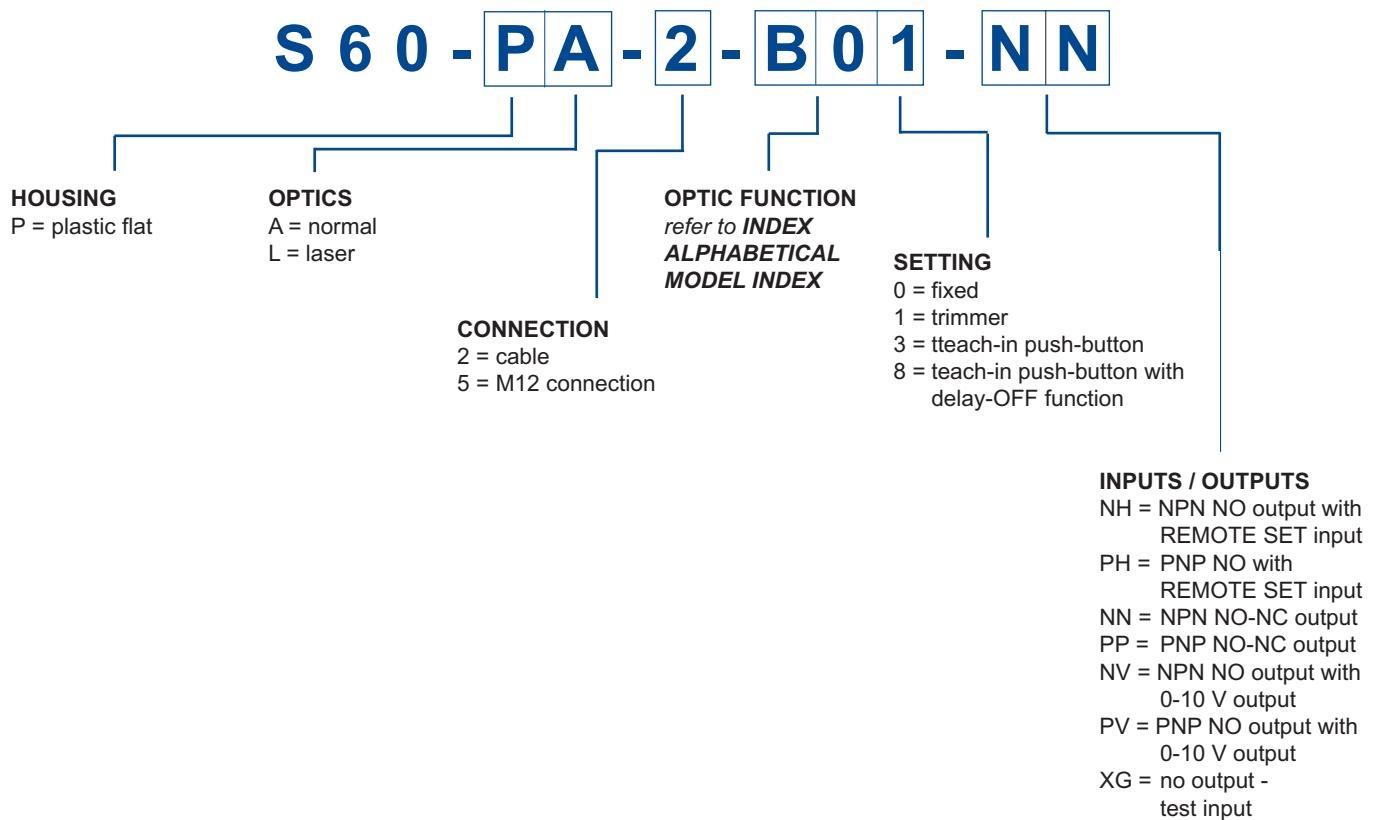 S60-PA-2-B01-NN
HOUSING
P = plastic flat
OPTICS
A = normal
L = laser
CONNECTION
2 = cable
5 = M12 connection
OPTIC FUNCTION
refer to INDEX
ALPHABETICAL
MODEL INDEX
SETTING
0 = fixed
1 = trimmer
3 = tteach-in push-button
8 = teach-in push-button with
delay-OFF function
INPUTS / OUTPUTS
NH = NPN NO output with
REMOTE SET input
PH = PNP NO with
REMOTE SET input
NN = NPN NO-NC output
PP = PNP NO-NC output
NV = NPN NO output with
0-10 V output
PV = PNP NO output with
0-10 V output
XG = no output -
test input